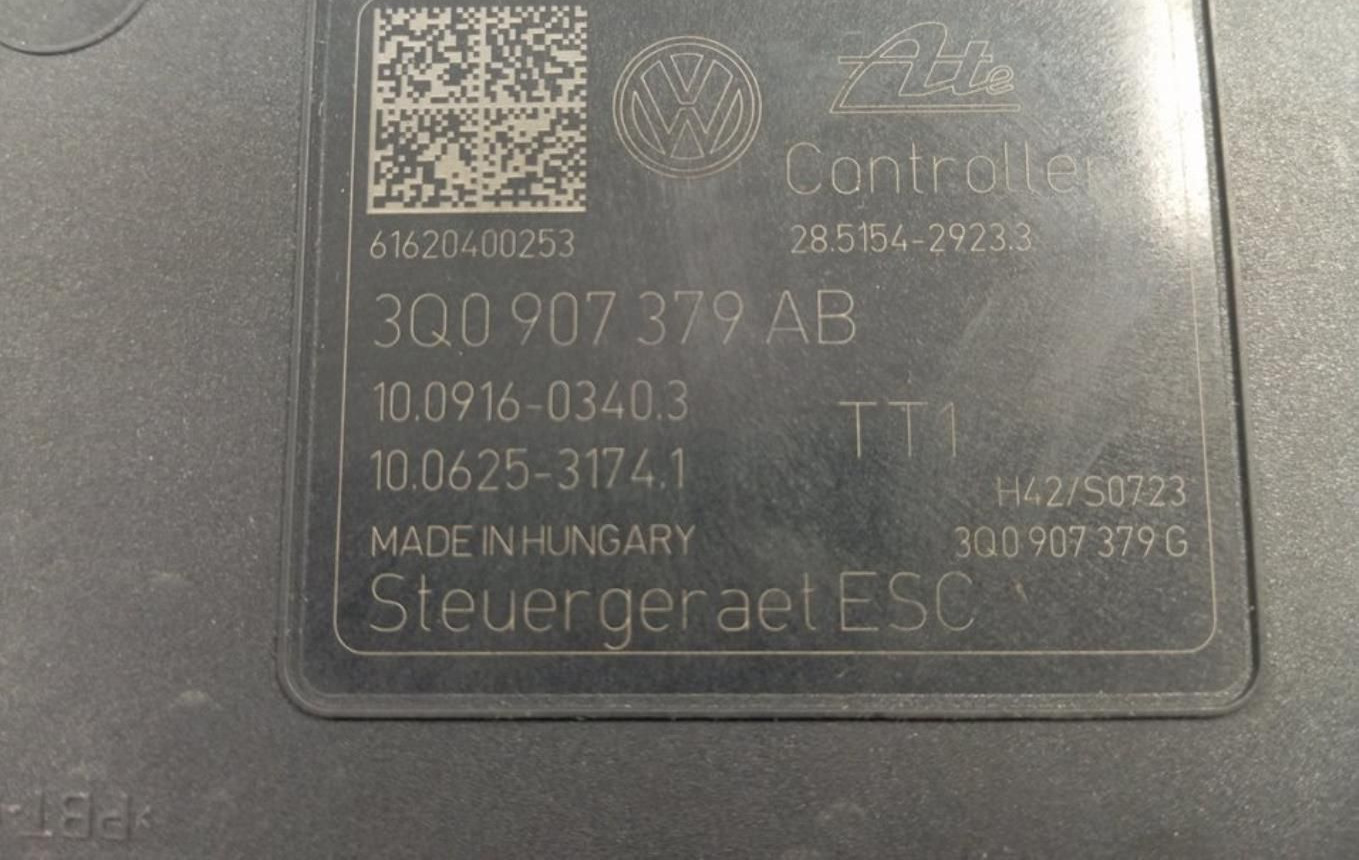 Ate
Controller
61620400253
28.5154-2923.3
3Q0 907 379 AB
10.0916-0340.3
TT1
10.0625-3174.1
H42/S0723
MADE IN HUNGARY
3Q0 907 379 G
Steuergeraet ESC
>PBT